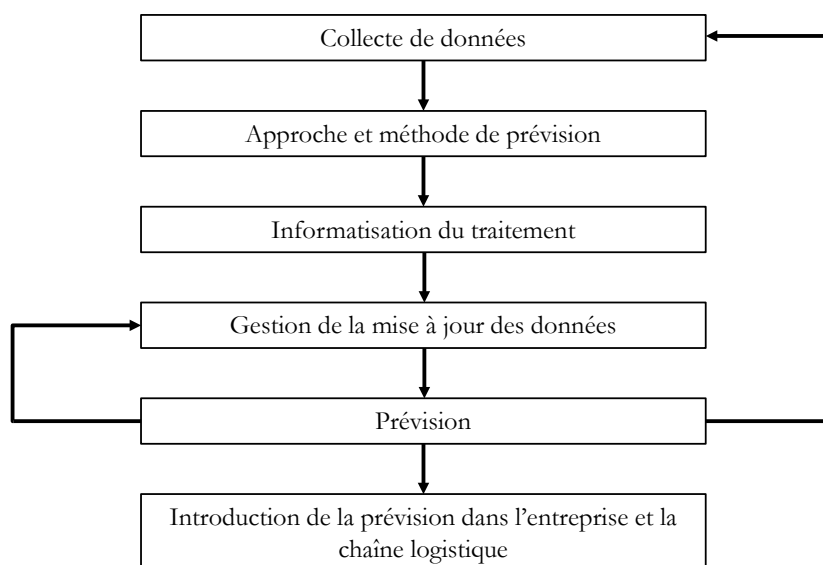 Collecte de données
Approche et méthode de prévision
Informatisation du traitement
Gestion de la mise à jour des données
Prévision
Introduction de la prévision dans l’entreprise et la
chaîne logistique